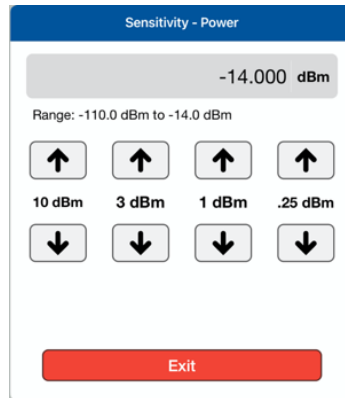 Sensitivity - Power
-14.000 dBm
Range: -110.0 dBm to -14.0 dBm
10 dBm 3 dBm 1 dBm .25 dBm
Exit